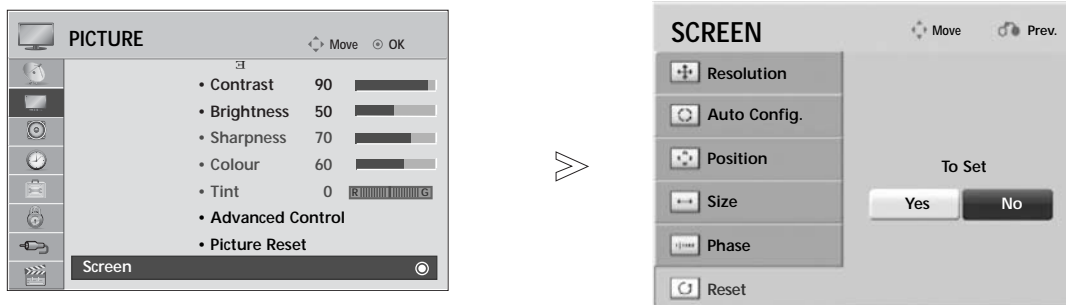 PICTURE
Move OK
E
• Contrast 90
• Brightness 50
• Sharpness 70
• Colour 60
• Tint 0 R G
• Advanced Control
• Picture Reset
Screen
SCREEN
Move Prev.
Resolution
Auto Config.
Position
Size
Phase
Reset
To Set
Yes No